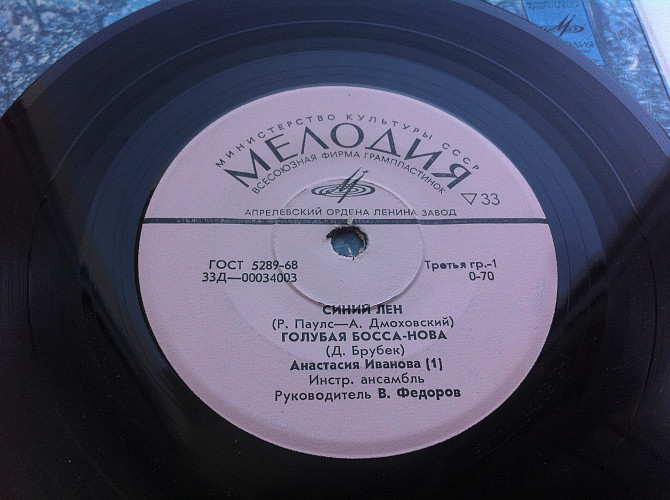 МИНИСТЕРСТВО КУЛЬТУРЫ СССР
МЕЛОДИЯ
ВСЕСОЮЗНАЯ ФИРМА ГРАМПЛАСТИНОК
▽33
АПРЕЛЕВСКИЙ ОРДЕНА ЛЕНИНА ЗАВОД
ГОСТ 5289-68
Третья гр.-1
33Д—00034003
0-70
СИНИЙ ЛЕН
(Р. Паулс—А. Дмоховский)
ГОЛУБАЯ БОССА-НОВА
(Д. Брубек)
Анастасия Иванова [1]
Инстр. ансамбль
Руководитель В. Федоров